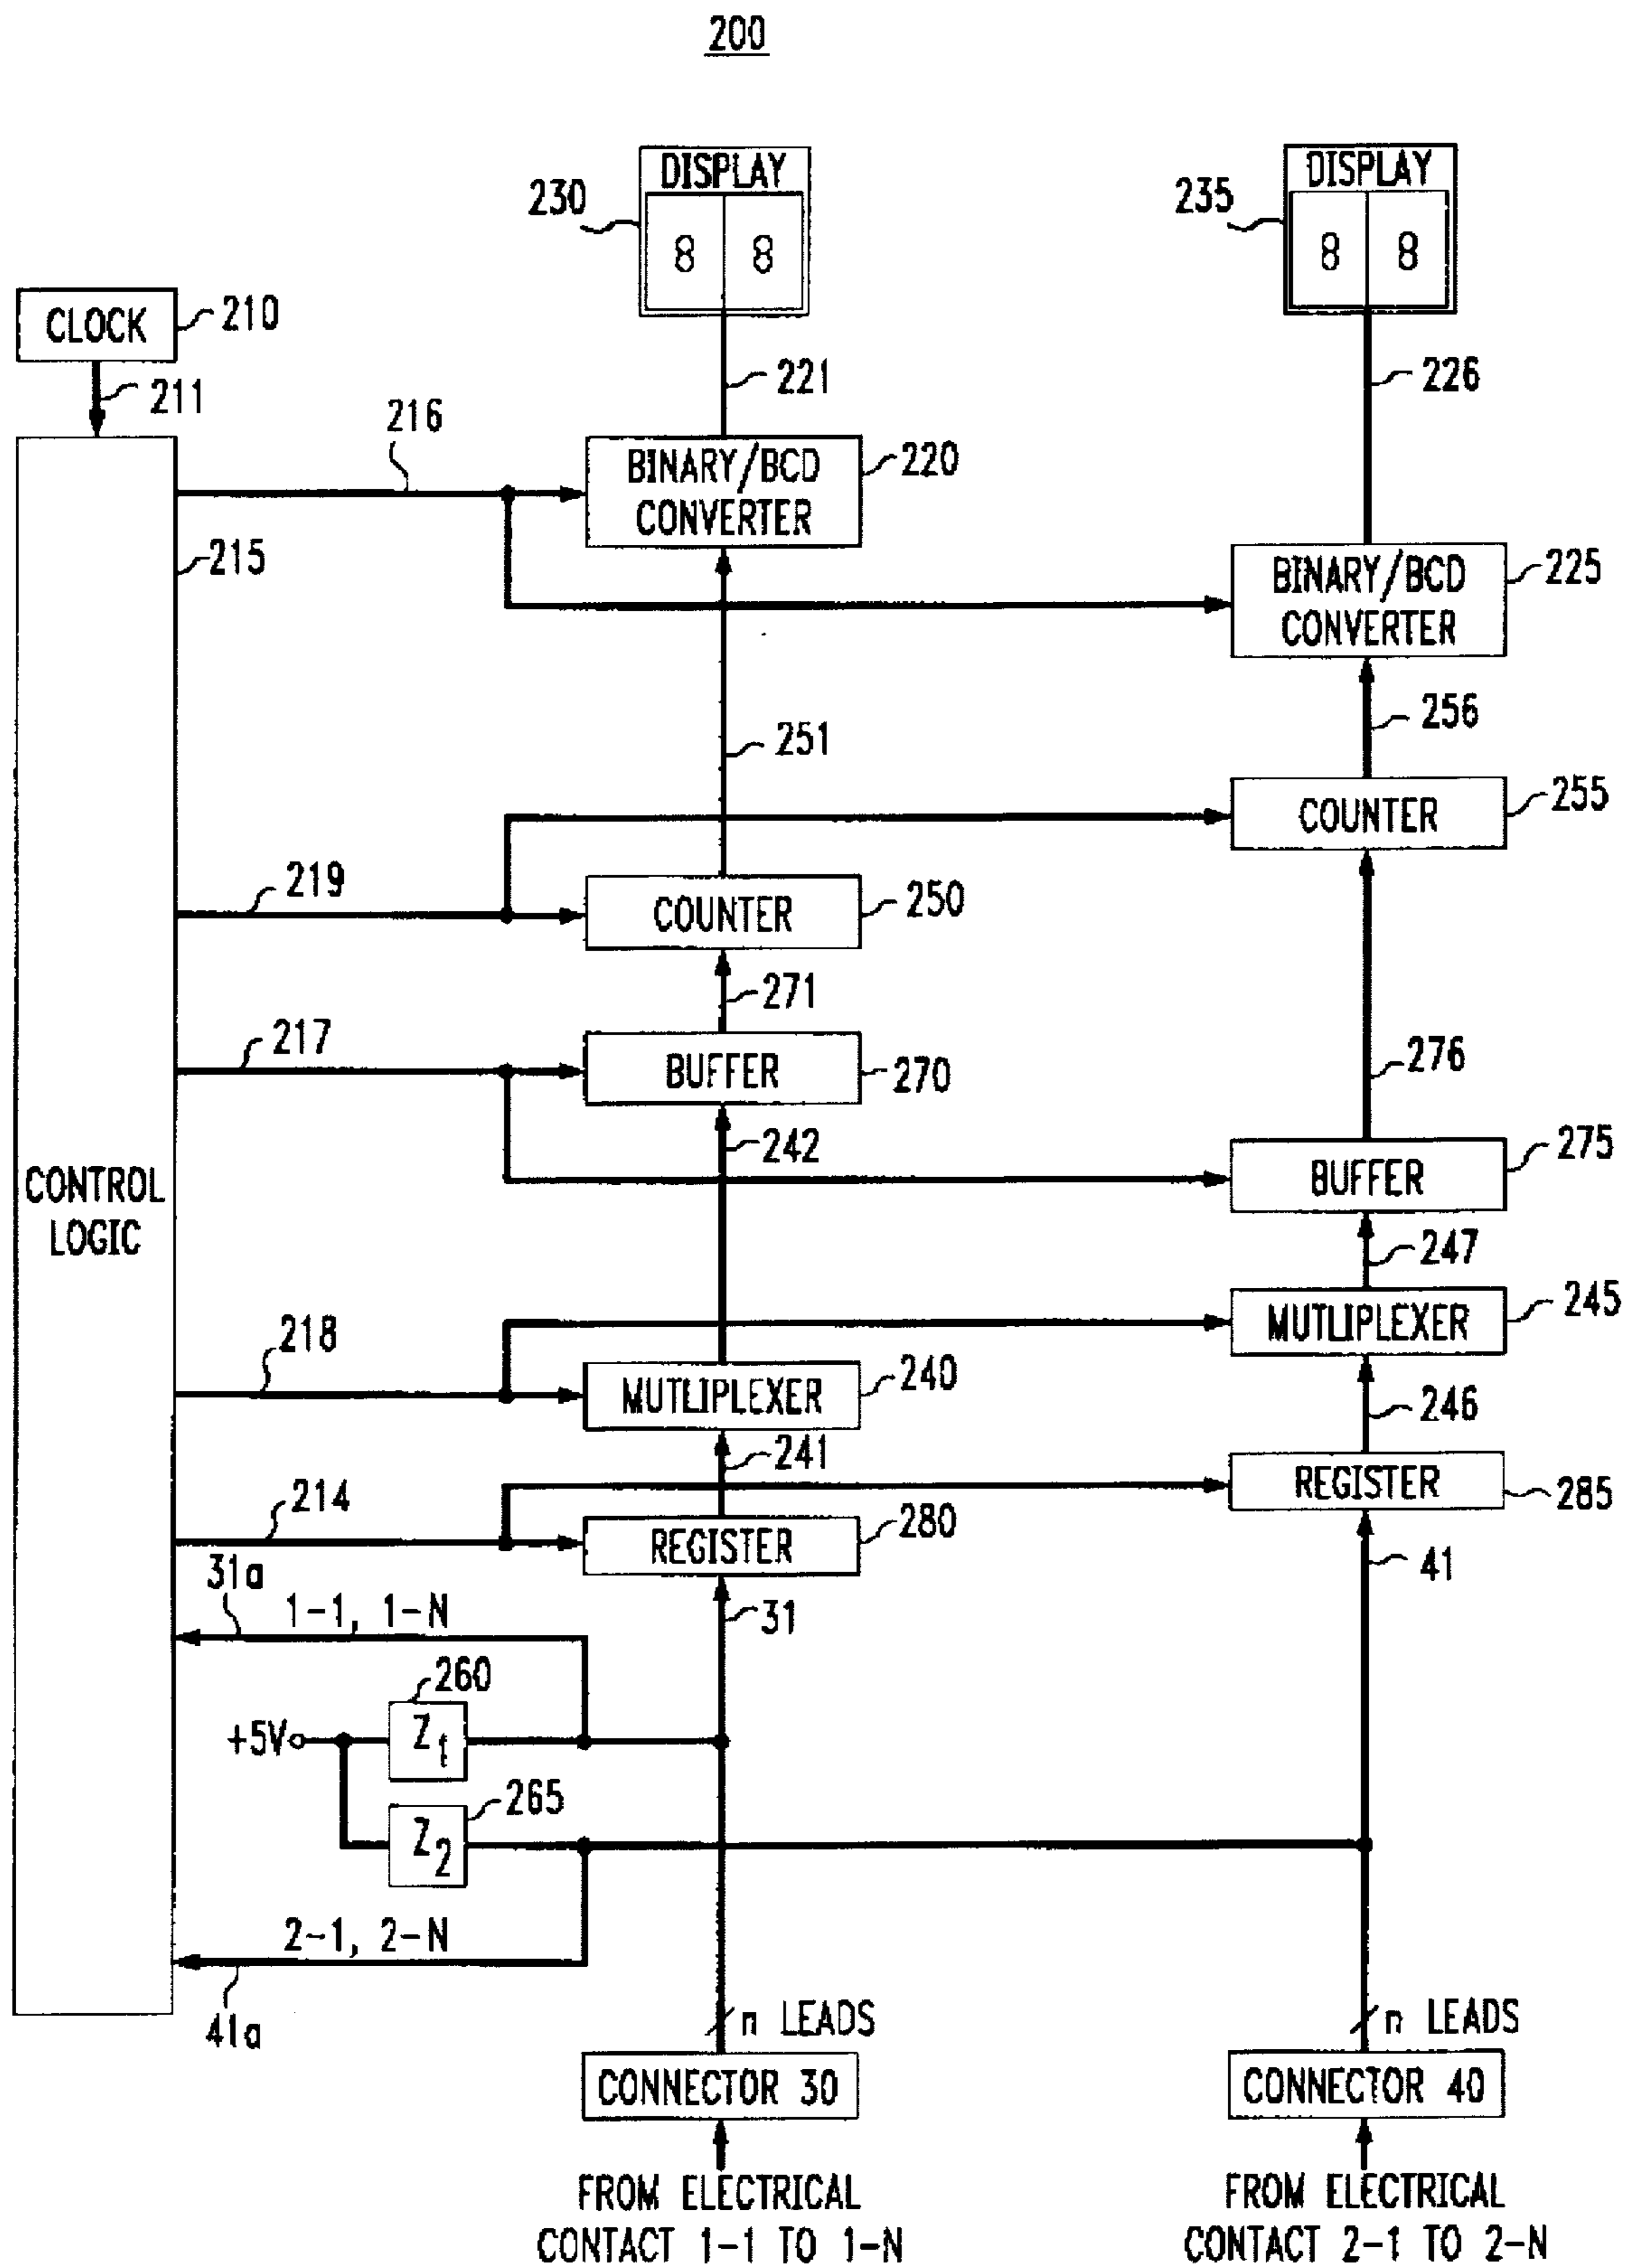 200
DISPLAY
230
8 8
DISPLAY
235
8 8
CLOCK
210
211
221
226
216
BINARY/BCD
CONVERTER
220
215
BINARY/BCD
CONVERTER
225
251
256
COUNTER
255
219
COUNTER
250
271
217
BUFFER
270
276
242
BUFFER
275
CONTROL
LOGIC
247
218
MUTLIPLEXER
245
MUTLIPLEXER
240
246
241
REGISTER
285
214
REGISTER
280
41
31a
1-1, 1-N
31
260
+5V
Z1
265
Z2
2-1, 2-N
41a
n LEADS
n LEADS
CONNECTOR 30
CONNECTOR 40
FROM ELECTRICAL
CONTACT 1-1 TO 1-N
FROM ELECTRICAL
CONTACT 2-1 TO 2-N